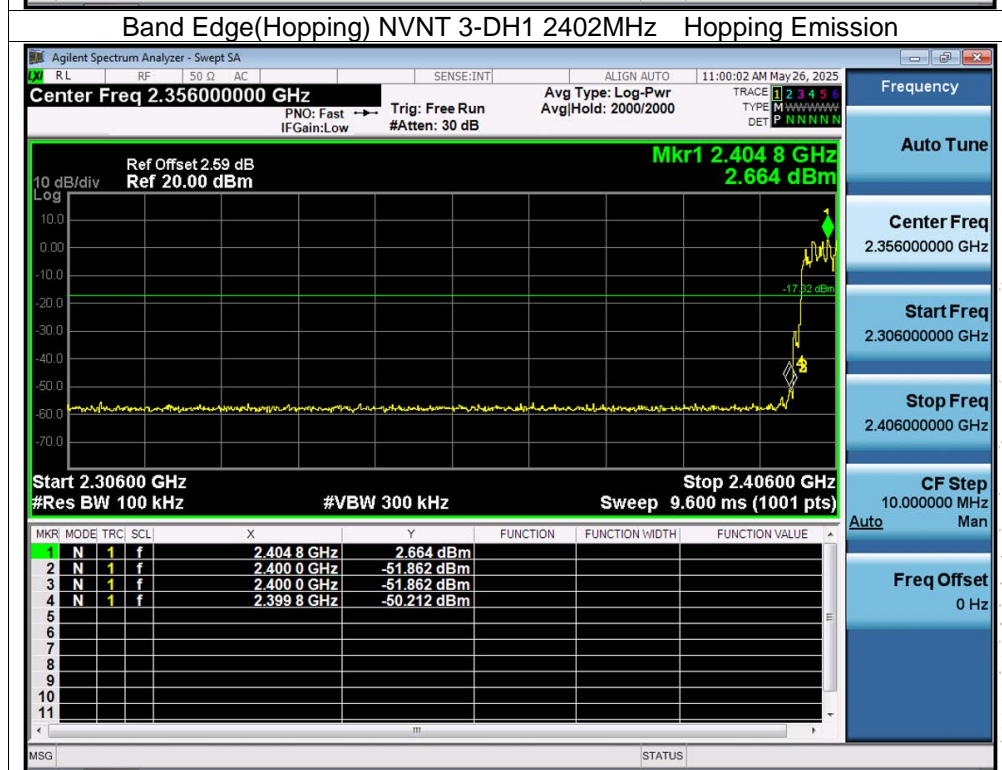 Band Edge(Hopping) NVNT 3-DH1 2402MHz Hopping Emission
Agilent Spectrum Analyzer - Swept SA
LXI RL RF 50 Ω AC SENSE:INT ALIGN AUTO 11:00:02 AM May 26, 2025
Center Freq 2.356000000 GHz
PNO: Fast
IFGain:Low
Trig: Free Run
#Atten: 30 dB
Avg Type: Log-Pwr
Avg|Hold: 2000/2000
TRACE 1 2 3 4 5 6
TYPE M WWWWW
DET P N N N N N
Frequency
Auto Tune
Center Freq
2.356000000 GHz
Start Freq
2.306000000 GHz
Stop Freq
2.406000000 GHz
CF Step
10.000000 MHz
Auto Man
Freq Offset
0 Hz
Mkr1 2.404 8 GHz
2.664 dBm
Ref Offset 2.59 dB
10 dB/div Ref 20.00 dBm
Log
10.0
0.00
-10.0
-20.0
-30.0
-40.0
-50.0
-60.0
-70.0
1
-17.32 dBm
Start 2.30600 GHz Stop 2.40600 GHz
#Res BW 100 kHz #VBW 300 kHz Sweep 9.600 ms (1001 pts)
MKR MODE TRC SCL X Y FUNCTION FUNCTION WIDTH FUNCTION VALUE
1 N 1 f 2.404 8 GHz 2.664 dBm
2 N 1 f 2.400 0 GHz -51.862 dBm
3 N 1 f 2.400 0 GHz -51.862 dBm
4 N 1 f 2.399 8 GHz -50.212 dBm
5
6
7
8
9
10
11
MSG STATUS